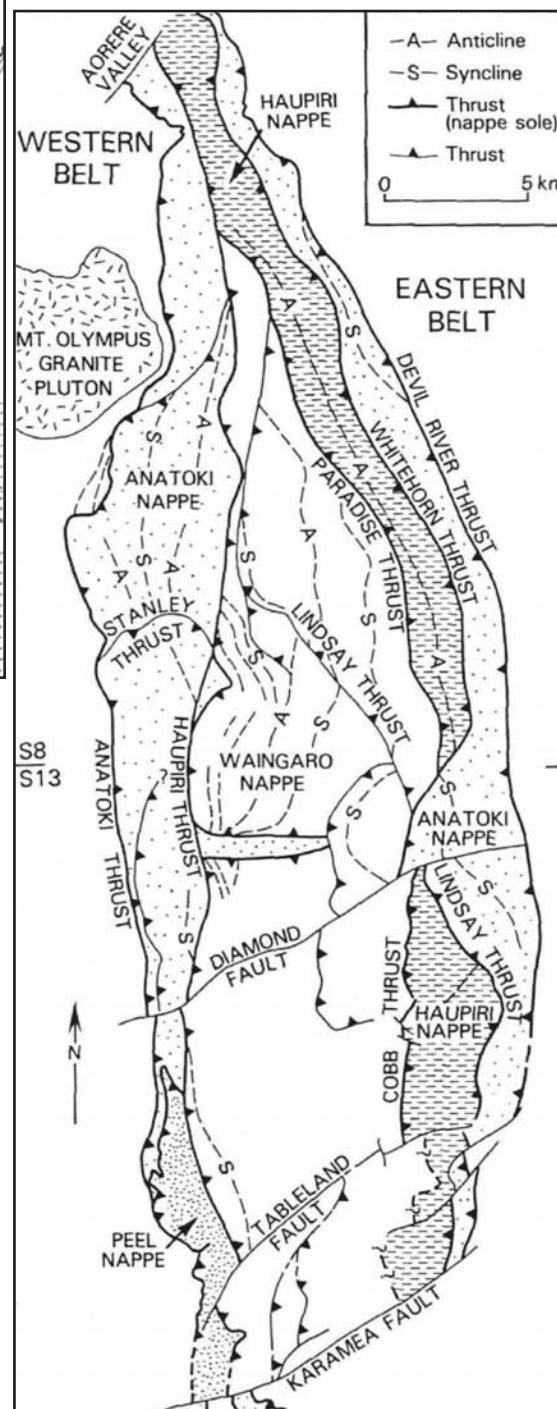 AORERE
VALLEY
HAUPIRI
NAPPE
—A— Anticline
—S— Syncline
Thrust
(nappe sole)
Thrust
0 5 km
WESTERN
BELT
EASTERN
BELT
MT. OLYMPUS
GRANITE
PLUTON
A
S
DEVIL RIVER THRUST
WHITEHORN THRUST
PARADISE THRUST
S
A
ANATOKI
NAPPE
A
S
A
S
A
S
STANLEY
THRUST
LINDSAY THRUST
S
A
S
A
S8
S13
ANATOKI THRUST
?
HAUPIRI THRUST
WAINGARO
NAPPE
S
S
ANATOKI
NAPPE
S
S
DIAMOND
FAULT
LINDSAY THRUST
COBB THRUST
HAUPIRI
NAPPE
N
S
TABLELAND
FAULT
PEEL
NAPPE
KARAMEA FAULT